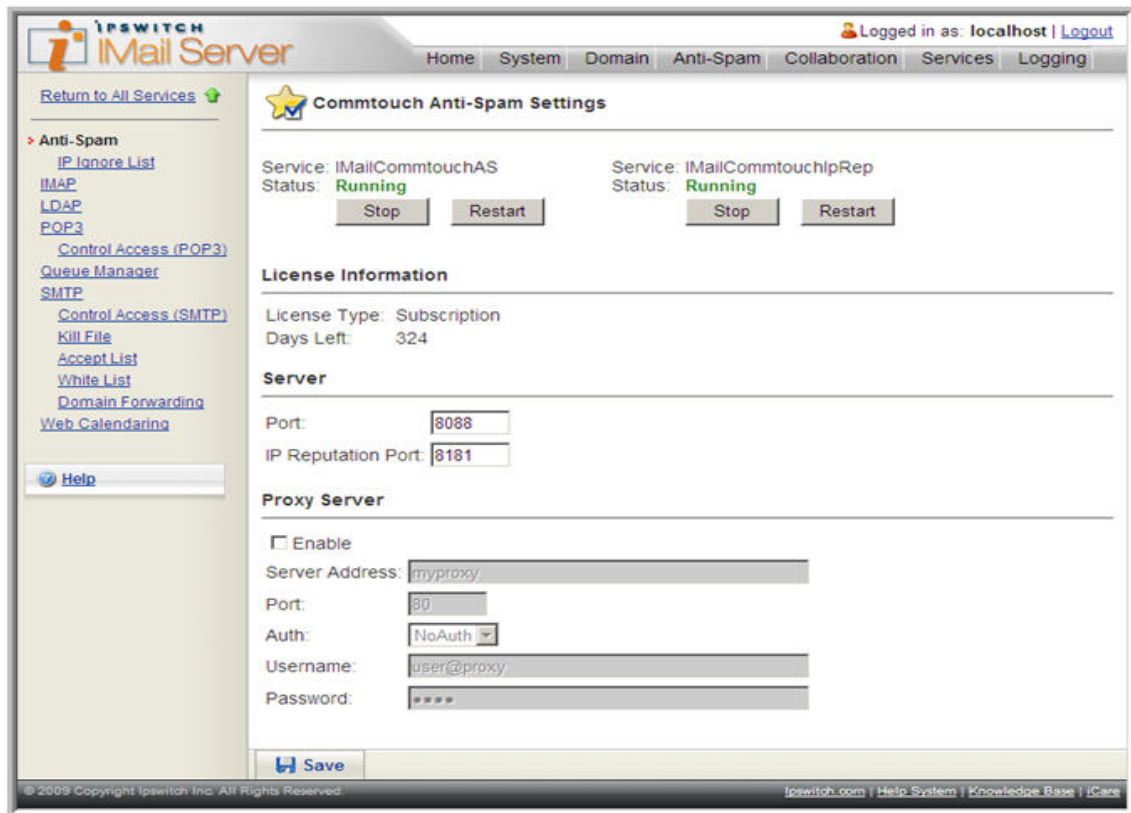 IPSWITCH
IMail Server
Logged in as: localhost | Logout
Home System Domain Anti-Spam Collaboration Services Logging
Return to All Services
Anti-Spam
IP Ignore List
IMAP
LDAP
POP3
Control Access (POP3)
Queue Manager
SMTP
Control Access (SMTP)
Kill File
Accept List
White List
Domain Forwarding
Web Calendaring
Help
Commtouch Anti-Spam Settings
Service: IMailCommtouchAS
Status: Running
Stop Restart
Service: IMailCommtouchIpRep
Status: Running
Stop Restart
License Information
License Type: Subscription
Days Left: 324
Server
Port: 8088
IP Reputation Port: 8181
Proxy Server
Enable
Server Address: myproxy
Port: 80
Auth: NoAuth
Username: user@proxy
Password: ••••
Save
© 2009 Copyright Ipswitch Inc. All Rights Reserved.
Ipswitch.com | Help System | Knowledge Base | iCare